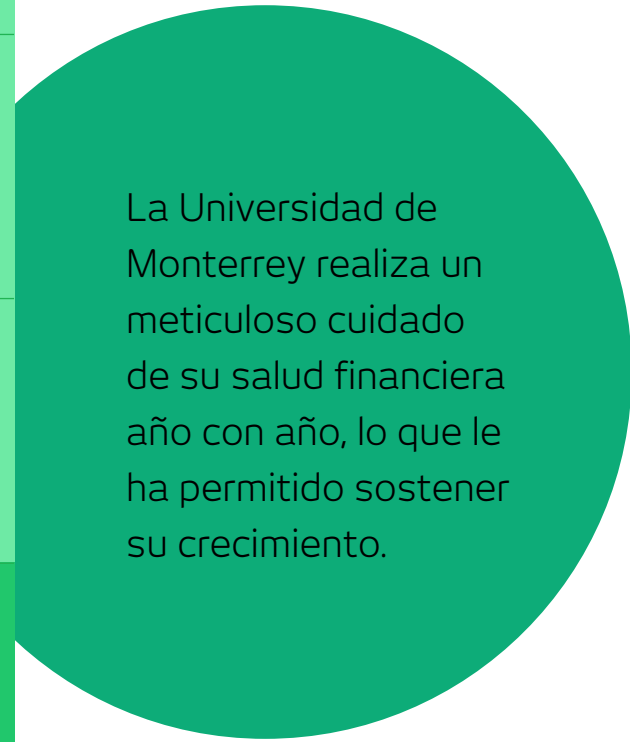 La Universidad de
Monterrey realiza un
meticuloso cuidado
de su salud financiera
año con año, lo que le
ha permitido sostener
su crecimiento.